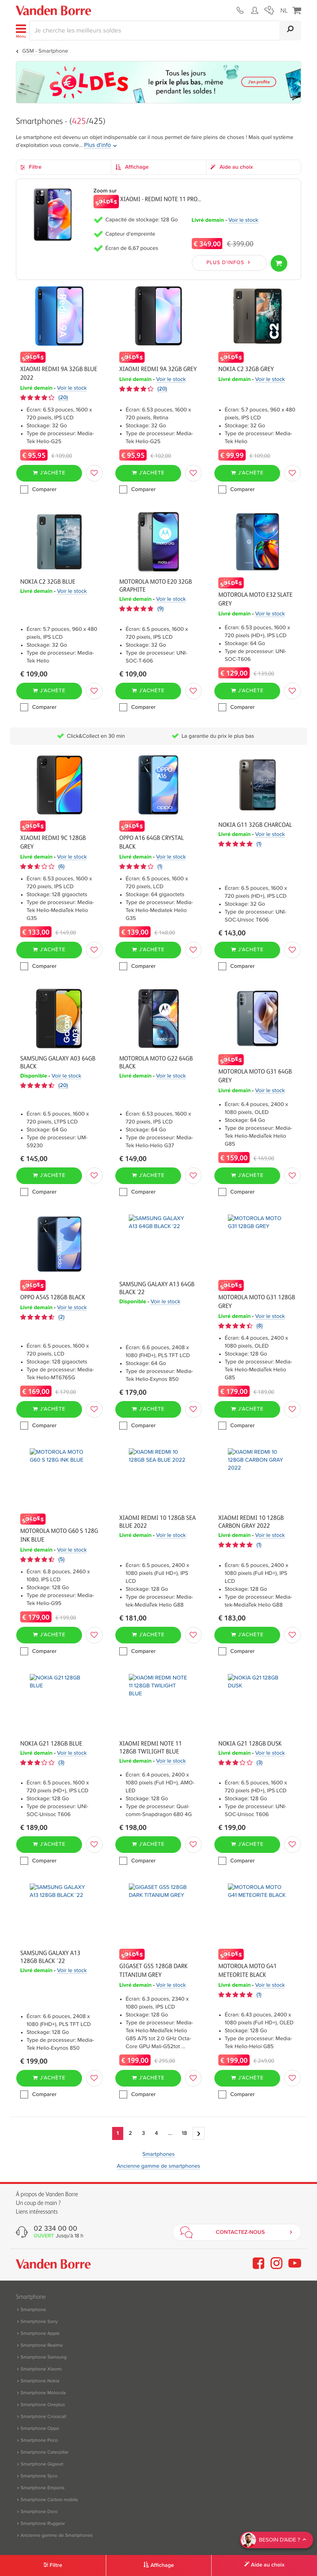 Vanden Borre
NL
Menu
Je cherche les meilleurs soldes
GSM - Smartphone
SOLDES
Tous les jours
le prix le plus bas,
même pendant les soldes
J'en profite
Smartphones - (425/425)
Le smartphone est devenu un objet indispensable car il nous permet de faire pleins de choses ! Mais quel système
d'exploitation vous convie... Plus d'info
Filtre
Affichage
Aide au choix
Zoom sur
SOLDES XIAOMI - REDMI NOTE 11 PRO...
Capacité de stockage: 128 Go
Capteur d'empreinte
Écran de 6,67 pouces
Livré demain - Voir le stock
€ 349,00 € 399,00
PLUS D'INFOS
SOLDES
XIAOMI REDMI 9A 32GB BLUE
2022
Livré demain - Voir le stock
(20)
Écran: 6.53 pouces, 1600 x
720 pixels, IPS LCD
Stockage: 32 Go
Type de processeur: Media-
Tek Helio-G25
€ 95,95 € 109,00
J'ACHÈTE
Comparer
SOLDES
XIAOMI REDMI 9A 32GB GREY
Livré demain - Voir le stock
(20)
Écran: 6.53 pouces, 1600 x
720 pixels, Retina
Stockage: 32 Go
Type de processeur: Media-
Tek Helio-G25
€ 95,95 € 102,00
J'ACHÈTE
Comparer
SOLDES
NOKIA C2 32GB GREY
Livré demain - Voir le stock
Écran: 5.7 pouces, 960 x 480
pixels, IPS LCD
Stockage: 32 Go
Type de processeur: Media-
Tek Helio
€ 99,99 € 109,00
J'ACHÈTE
Comparer
NOKIA C2 32GB BLUE
Livré demain - Voir le stock
Écran: 5.7 pouces, 960 x 480
pixels, IPS LCD
Stockage: 32 Go
Type de processeur: Media-
Tek Helio
€ 109,00
J'ACHÈTE
Comparer
MOTOROLA MOTO E20 32GB
GRAPHITE
Livré demain - Voir le stock
(9)
Écran: 6.5 pouces, 1600 x
720 pixels, IPS LCD
Stockage: 32 Go
Type de processeur: UNI-
SOC-T-606
€ 109,00
J'ACHÈTE
Comparer
SOLDES
MOTOROLA MOTO E32 SLATE
GREY
Livré demain - Voir le stock
Écran: 6.53 pouces, 1600 x
720 pixels (HD+), IPS LCD
Stockage: 64 Go
Type de processeur: UNI-
SOC-T606
€ 129,00 € 139,00
J'ACHÈTE
Comparer
Click&Collect en 30 min
La garantie du prix le plus bas
SOLDES
XIAOMI REDMI 9C 128GB
GREY
Livré demain - Voir le stock
(6)
Écran: 6.53 pouces, 1600 x
720 pixels, IPS LCD
Stockage: 128 gigaoctets
Type de processeur: Media-
Tek Helio-MediaTek Helio
G35
€ 133,00 € 149,00
J'ACHÈTE
Comparer
SOLDES
OPPO A16 64GB CRYSTAL
BLACK
Livré demain - Voir le stock
(1)
Écran: 6.5 pouces, 1600 x
720 pixels, LCD
Stockage: 64 gigaoctets
Type de processeur: Media-
Tek Helio-Mediatek Helio
G35
€ 139,00 € 148,00
J'ACHÈTE
Comparer
NOKIA G11 32GB CHARCOAL
Livré demain - Voir le stock
(1)
Écran: 6.5 pouces, 1600 x
720 pixels (HD+), IPS LCD
Stockage: 32 Go
Type de processeur: UNI-
SOC-Unisoc T606
€ 143,00
J'ACHÈTE
Comparer
SAMSUNG GALAXY A03 64GB
BLACK
Disponible - Voir le stock
(20)
Écran: 6.5 pouces, 1600 x
720 pixels, LTPS LCD
Stockage: 64 Go
Type de processeur: UM-
S9230
€ 145,00
J'ACHÈTE
Comparer
MOTOROLA MOTO G22 64GB
BLACK
Livré demain - Voir le stock
Écran: 6.53 pouces, 1600 x
720 pixels, IPS LCD
Stockage: 64 Go
Type de processeur: Media-
Tek Helio-Helio G37
€ 149,00
J'ACHÈTE
Comparer
SOLDES
MOTOROLA MOTO G31 64GB
GREY
Livré demain - Voir le stock
Écran: 6.4 pouces, 2400 x
1080 pixels, OLED
Stockage: 64 Go
Type de processeur: Media-
Tek Helio-MediaTek Helio
G85
€ 159,00 € 169,00
J'ACHÈTE
Comparer
SOLDES
OPPO A54S 128GB BLACK
Livré demain - Voir le stock
(2)
Écran: 6.5 pouces, 1600 x
720 pixels, LCD
Stockage: 128 gigaoctets
Type de processeur: Media-
Tek Helio-MT6765G
€ 169,00 € 179,00
J'ACHÈTE
Comparer
SAMSUNG GALAXY
A13 64GB BLACK '22
SAMSUNG GALAXY A13 64GB
BLACK '22
Disponible - Voir le stock
Écran: 6.6 pouces, 2408 x
1080 (FHD+), PLS TFT LCD
Stockage: 64 Go
Type de processeur: Media-
Tek Helio-Exynos 850
€ 179,00
J'ACHÈTE
Comparer
MOTOROLA MOTO
G31 128GB GREY
SOLDES
MOTOROLA MOTO G31 128GB
GREY
Livré demain - Voir le stock
(8)
Écran: 6.4 pouces, 2400 x
1080 pixels, OLED
Stockage: 128 Go
Type de processeur: Media-
Tek Helio-MediaTek Helio
G85
€ 179,00 € 189,00
J'ACHÈTE
Comparer
MOTOROLA MOTO
G60 S 128G INK BLUE
SOLDES
MOTOROLA MOTO G60 S 128G
INK BLUE
Livré demain - Voir le stock
(5)
Écran: 6.8 pouces, 2460 x
1080, IPS LCD
Stockage: 128 Go
Type de processeur: Media-
Tek Helio-G95
€ 179,00 € 199,00
J'ACHÈTE
Comparer
XIAOMI REDMI 10
128GB SEA BLUE 2022
XIAOMI REDMI 10 128GB SEA
BLUE 2022
Livré demain - Voir le stock
Écran: 6.5 pouces, 2400 x
1080 pixels (Full HD+), IPS
LCD
Stockage: 128 Go
Type de processeur: Media-
tek-MediaTek Helio G88
€ 181,00
J'ACHÈTE
Comparer
XIAOMI REDMI 10
128GB CARBON GRAY
2022
XIAOMI REDMI 10 128GB
CARBON GRAY 2022
Livré demain - Voir le stock
(1)
Écran: 6.5 pouces, 2400 x
1080 pixels (Full HD+), IPS
LCD
Stockage: 128 Go
Type de processeur: Media-
tek-MediaTek Helio G88
€ 183,00
J'ACHÈTE
Comparer
NOKIA G21 128GB
BLUE
NOKIA G21 128GB BLUE
Livré demain - Voir le stock
(3)
Écran: 6.5 pouces, 1600 x
720 pixels (HD+), IPS LCD
Stockage: 128 Go
Type de processeur: UNI-
SOC-Unisoc T606
€ 189,00
J'ACHÈTE
Comparer
XIAOMI REDMI NOTE
11 128GB TWILIGHT
BLUE
XIAOMI REDMI NOTE 11
128GB TWILIGHT BLUE
Livré demain - Voir le stock
Écran: 6.4 pouces, 2400 x
1080 pixels (Full HD+), AMO-
LED
Stockage: 128 Go
Type de processeur: Qual-
comm-Snapdragon 680 4G
€ 198,00
J'ACHÈTE
Comparer
NOKIA G21 128GB
DUSK
NOKIA G21 128GB DUSK
Livré demain - Voir le stock
(3)
Écran: 6.5 pouces, 1600 x
720 pixels (HD+), IPS LCD
Stockage: 128 Go
Type de processeur: UNI-
SOC-Unisoc T606
€ 199,00
J'ACHÈTE
Comparer
SAMSUNG GALAXY
A13 128GB BLACK ´22
SAMSUNG GALAXY A13
128GB BLACK ´22
Livré demain - Voir le stock
Écran: 6.6 pouces, 2408 x
1080 (FHD+), PLS TFT LCD
Stockage: 128 Go
Type de processeur: Media-
Tek Helio-Exynos 850
€ 199,00
J'ACHÈTE
Comparer
GIGASET GS5 128GB
DARK TITANIUM GREY
SOLDES
GIGASET GS5 128GB DARK
TITANIUM GREY
Livré demain - Voir le stock
Écran: 6.3 pouces, 2340 x
1080 pixels, IPS LCD
Stockage: 128 Go
Type de processeur: Media-
Tek Helio-MediaTek Helio
G85 A75 tot 2.0 GHz Octa-
Core GPU Mali-G52tot ...
€ 199,00 € 255,00
J'ACHÈTE
Comparer
MOTOROLA MOTO
G41 METEORITE BLACK
SOLDES
MOTOROLA MOTO G41
METEORITE BLACK
Livré demain - Voir le stock
(1)
Écran: 6.43 pouces, 2400 x
1080 pixels (Full HD+), OLED
Stockage: 128 Go
Type de processeur: Media-
Tek Helio-Helor G85
€ 199,00 € 249,00
J'ACHÈTE
Comparer
1 2 3 4 ... 18
Smartphones
Ancienne gamme de smartphones
À propos de Vanden Borre
Un coup de main ?
Liens intéressants
02 334 00 00
OUVERT Jusqu'à 18 h
CONTACTEZ-NOUS
Vanden Borre
Smartphone
Smartphone
Smartphone Sony
Smartphone Apple
Smartphone Realme
Smartphone Samsung
Smartphone Xiaomi
Smartphone Nokia
Smartphone Motorola
Smartphone Oneplus
Smartphone Crosscall
Smartphone Oppo
Smartphone Poco
Smartphone Caterpillar
Smartphone Gigaset
Smartphone Spro
Smartphone Emporia
Smartphone Carbon mobile
Smartphone Doro
Smartphone Ruggear
Ancienne gamme de Smartphones
BESOIN D'AIDE ?
Filtre
Affichage
Aide au choix